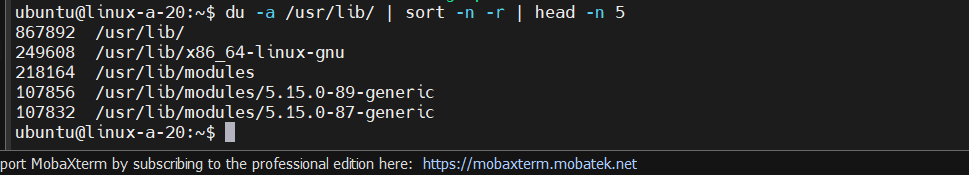 ubuntu@linux-a-20:~$ du -a /usr/lib/ | sort -n -r | head -n 5
867892  /usr/lib/
249608  /usr/lib/x86_64-linux-gnu
218164  /usr/lib/modules
107856  /usr/lib/modules/5.15.0-89-generic
107832  /usr/lib/modules/5.15.0-87-generic
ubuntu@linux-a-20:~$
port MobaXterm by subscribing to the professional edition here:  https://mobaxterm.mobatek.net